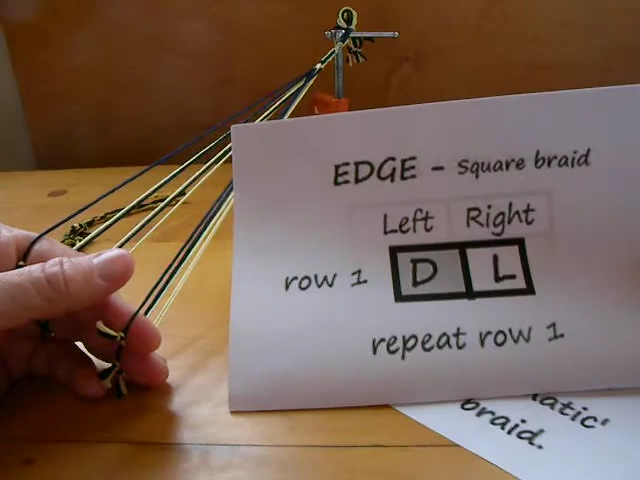 EDGE - square braid
Left Right
row 1 D L
repeat row 1
braid.